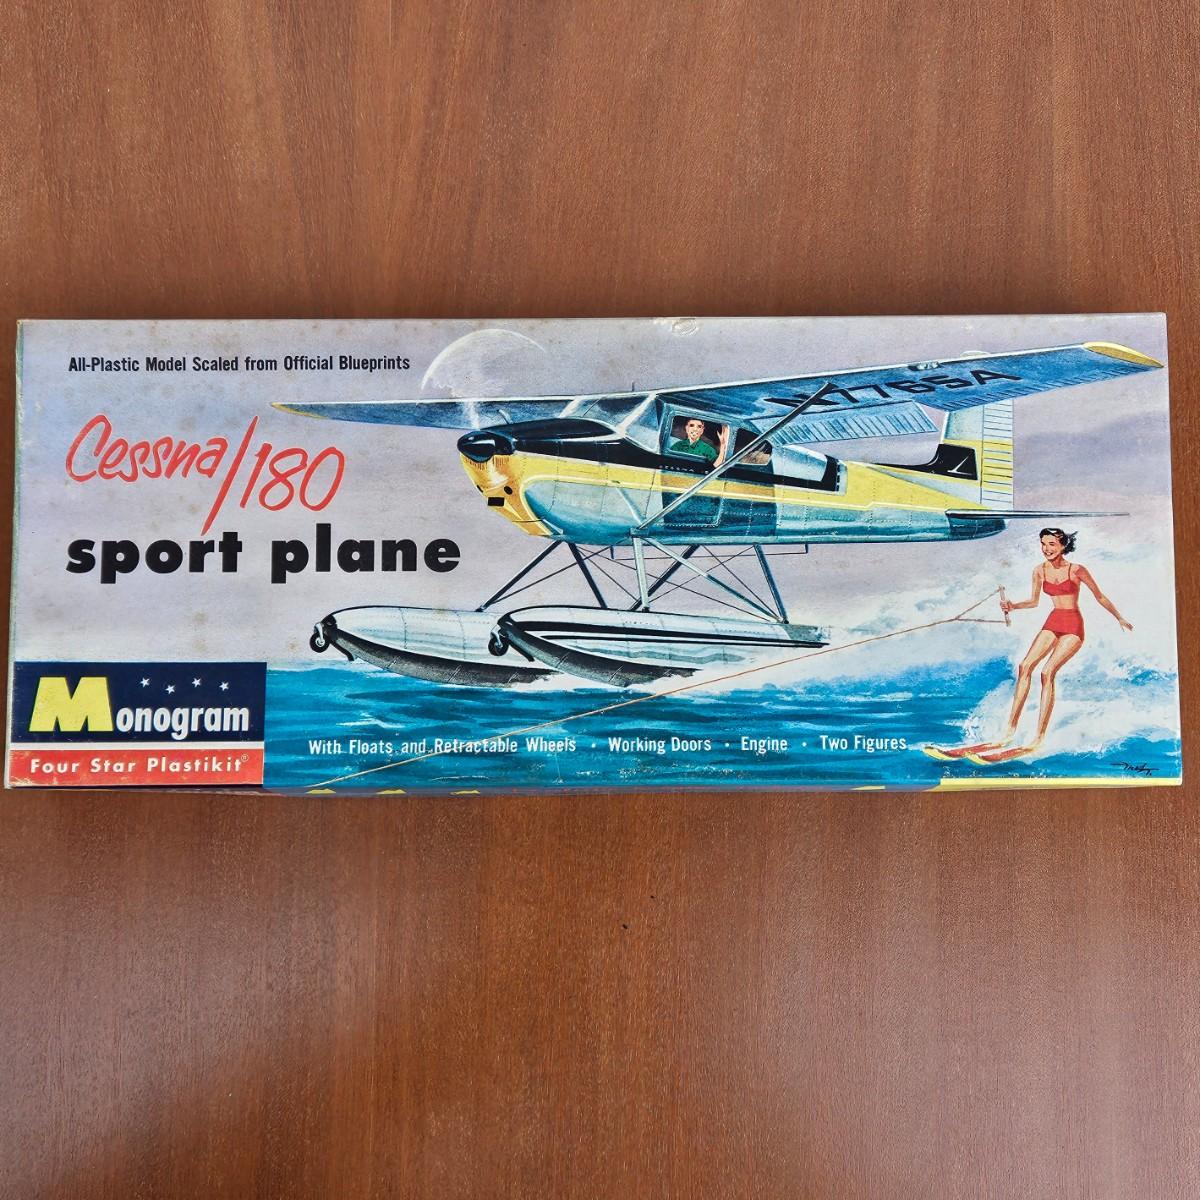 All-Plastic Model Scaled from Official Blueprints
Cessna/180
sport plane
Monogram
Four Star Plastikit®
With Floats and Retractable Wheels • Working Doors • Engine • Two Figures